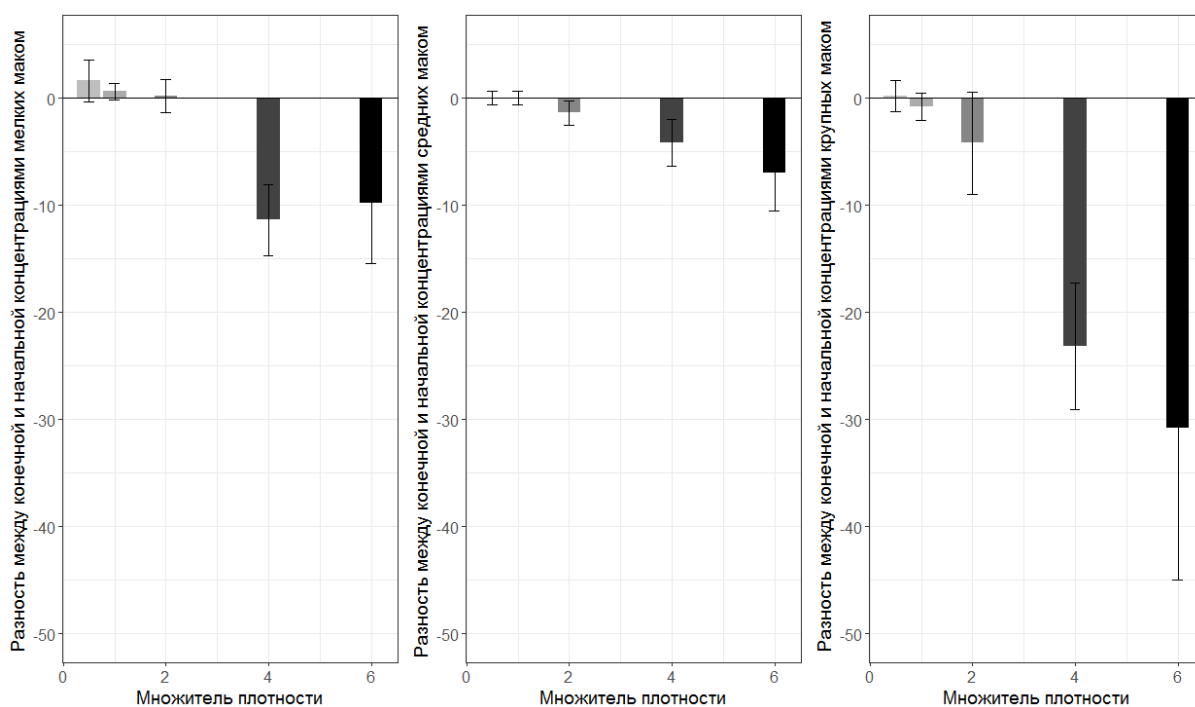 Разность между конечной и начальной концентрациями мелких маком
0
-10
-20
-30
-40
-50
0 2 4 6
Множитель плотности
Разность между конечной и начальной концентрациями средних маком
0
-10
-20
-30
-40
-50
0 2 4 6
Множитель плотности
Разность между конечной и начальной концентрациями крупных маком
0
-10
-20
-30
-40
-50
0 2 4 6
Множитель плотности